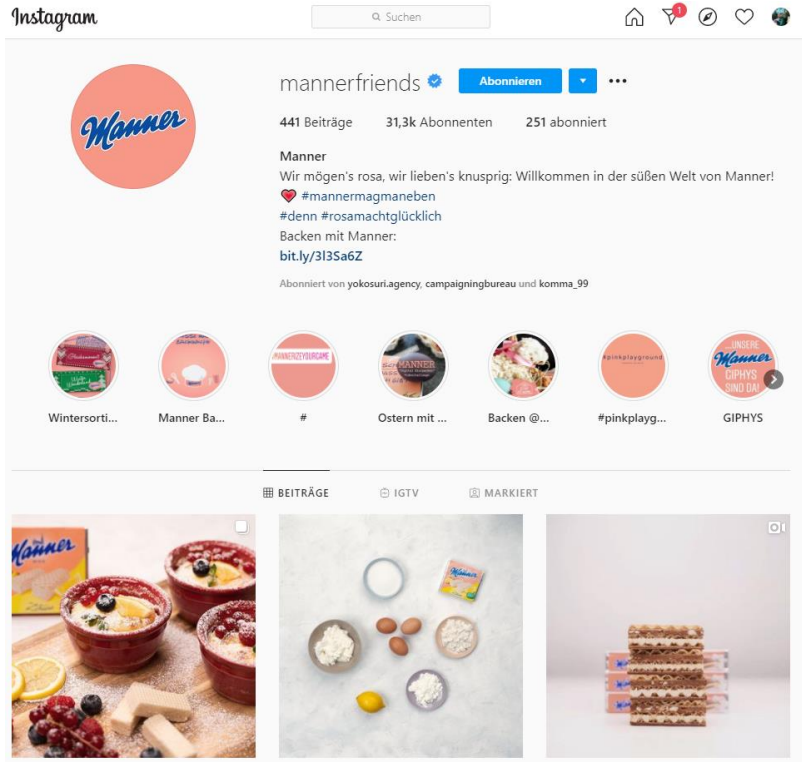 Instagram
Suchen
1
mannerfriends
Abonnieren
441 Beiträge 31,3k Abonnenten 251 abonniert
Manner
Wir mögen's rosa, wir lieben's knusprig: Willkommen in der süßen Welt von Manner!
#mannermagmaneben
#denn #rosamachtglücklich
Backen mit Manner:
bit.ly/3l3Sa6Z
Abonniert von yokosuri.agency, campaigningbureau und komma_99
Manner
#MANNERIZEYOURGAME
MANNER
#pinkplayground
...UNSERE
Manner
GIPHYS
SIND DA!
Wintersorti... Manner Ba... # Ostern mit ... Backen @... #pinkplayg... GIPHYS
BEITRÄGE IGTV MARKIERT
Manner
Manner